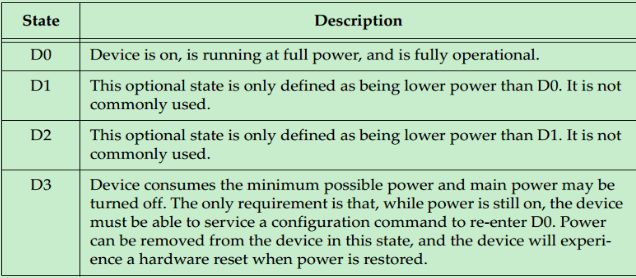 State Description
D0 Device is on, is running at full power, and is fully operational.
D1 This optional state is only defined as being lower power than D0. It is not
commonly used.
D2 This optional state is only defined as being lower power than D1. It is not
commonly used.
D3 Device consumes the minimum possible power and main power may be
turned off. The only requirement is that, while power is still on, the device
must be able to service a configuration command to re-enter D0. Power
can be removed from the device in this state, and the device will experi-
ence a hardware reset when power is restored.